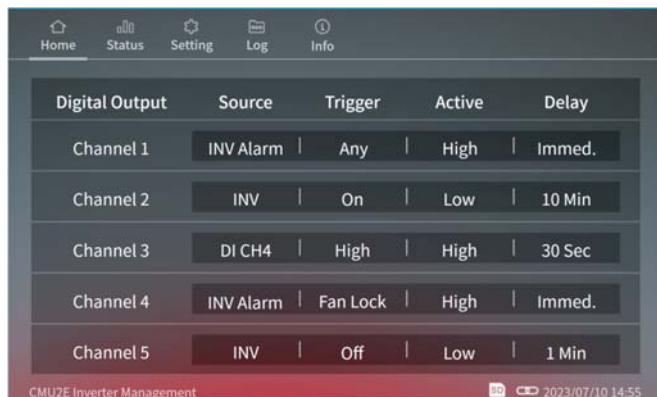 Home Status Setting Log Info
Digital Output Source Trigger Active Delay
Channel 1 INV Alarm | Any | High | Immed.
Channel 2 INV | On | Low | 10 Min
Channel 3 DI CH4 | High | High | 30 Sec
Channel 4 INV Alarm | Fan Lock | High | Immed.
Channel 5 INV | Off | Low | 1 Min
CMU2E Inverter Management SD 2023/07/10 14:55